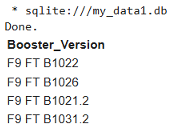 * sqlite:///my_data1.db
Done.
Booster_Version
F9 FT B1022
F9 FT B1026
F9 FT B1021.2
F9 FT B1031.2